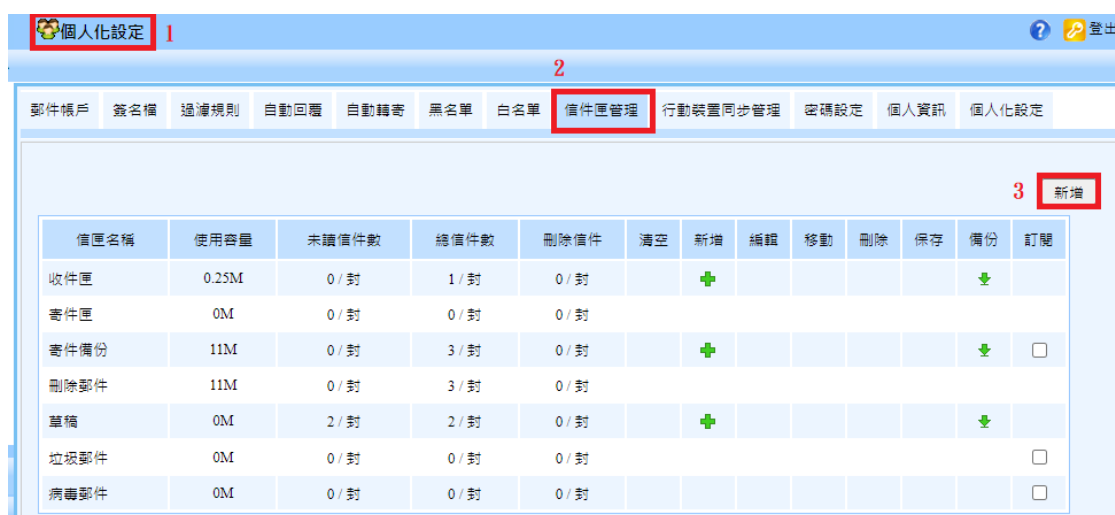 個人化設定 1 ? 登出
2
郵件帳戶 簽名檔 過濾規則 自動回覆 自動轉寄 黑名單 白名單 信件匣管理 行動裝置同步管理 密碼設定 個人資訊 個人化設定
3 新增
信匣名稱 使用容量 未讀信件數 總信件數 刪除信件 清空 新增 編輯 移動 刪除 保存 備份 訂閱
收件匣 0.25M 0 / 封 1 / 封 0 / 封
寄件匣 0M 0 / 封 0 / 封 0 / 封
寄件備份 11M 0 / 封 3 / 封 0 / 封
刪除郵件 11M 0 / 封 3 / 封 0 / 封
草稿 0M 2 / 封 2 / 封 0 / 封
垃圾郵件 0M 0 / 封 0 / 封 0 / 封
病毒郵件 0M 0 / 封 0 / 封 0 / 封